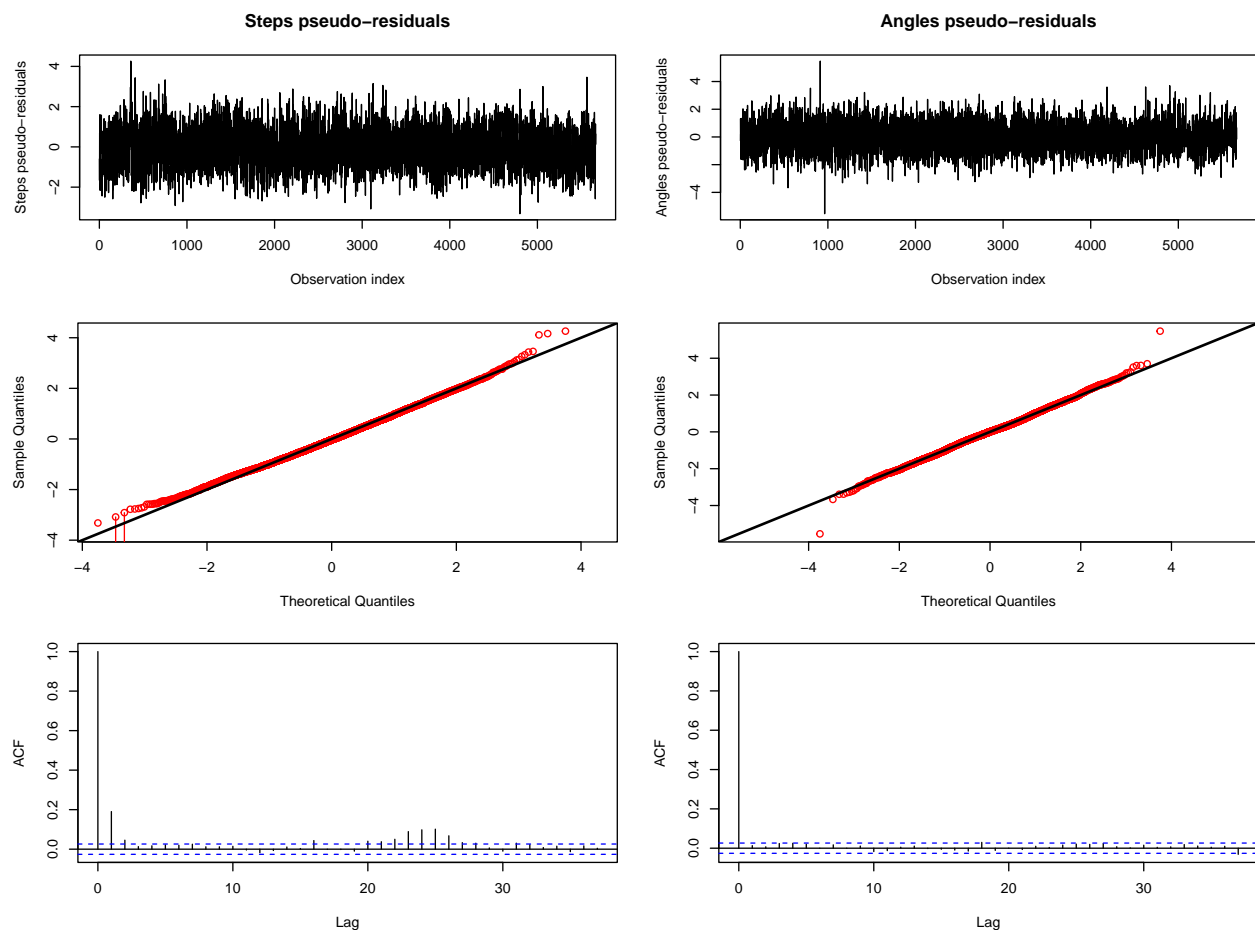 Steps pseudo−residuals
Steps pseudo−residuals
4
2
0
−2
0 1000 2000 3000 4000 5000
Observation index
Angles pseudo−residuals
Angles pseudo−residuals
4
2
0
−4
0 1000 2000 3000 4000 5000
Observation index
Sample Quantiles
4
2
0
−2
−4
−4 −2 0 2 4
Theoretical Quantiles
Sample Quantiles
4
2
0
−2
−4
−4 −2 0 2 4
Theoretical Quantiles
ACF
1.0
0.8
0.6
0.4
0.2
0.0
0 10 20 30
Lag
ACF
1.0
0.8
0.6
0.4
0.2
0.0
0 10 20 30
Lag